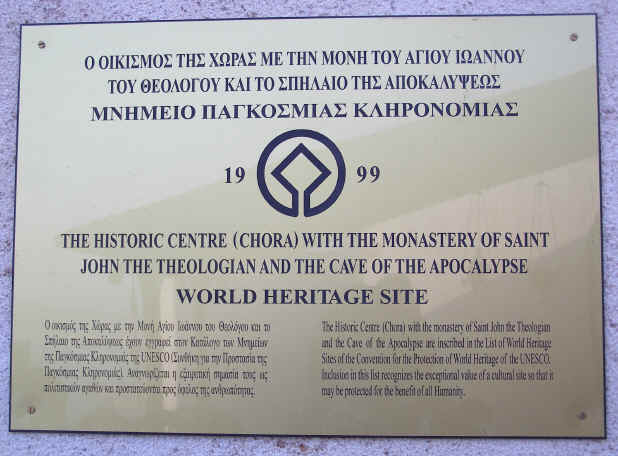 Ο ΟΙΚΙΣΜΟΣ ΤΗΣ ΧΩΡΑΣ ΜΕ ΤΗΝ ΜΟΝΗ ΤΟΥ ΑΓΙΟΥ ΙΩΑΝΝΟΥ
ΤΟΥ ΘΕΟΛΟΓΟΥ ΚΑΙ ΤΟ ΣΠΗΛΑΙΟ ΤΗΣ ΑΠΟΚΑΛΥΨΕΩΣ
ΜΝΗΜΕΙΟ ΠΑΓΚΟΣΜΙΑΣ ΚΛΗΡΟΝΟΜΙΑΣ
19 99
THE HISTORIC CENTRE (CHORA) WITH THE MONASTERY OF SAINT
JOHN THE THEOLOGIAN AND THE CAVE OF THE APOCALYPSE
WORLD HERITAGE SITE
Ο οικισμός της Χώρας με την Μονή Αγίου Ιωάννου του Θεολόγου και το
Σπήλαιο της Αποκαλύψεως έχουν εγγραφεί στον Κατάλογο των Μνημείων
της Παγκόσμιας Κληρονομιάς της UNESCO (Συνθήκη για την Προστασία της
Παγκόσμιας Κληρονομιάς). Αναγνωρίζεται η εξαιρετική σημασία τους ως
πολιτιστικών αγαθών και προστατεύονται προς όφελος της ανθρωπότητας.
The Historic Centre (Chora) with the monastery of Saint John the Theologian
and the Cave of the Apocalypse are inscribed in the List of World Heritage
Sites of the Convention for the Protection of World Heritage of the UNESCO.
Inclusion in this list recognizes the exceptional value of a cultural site so that it
may be protected for the benefit of all Humanity.